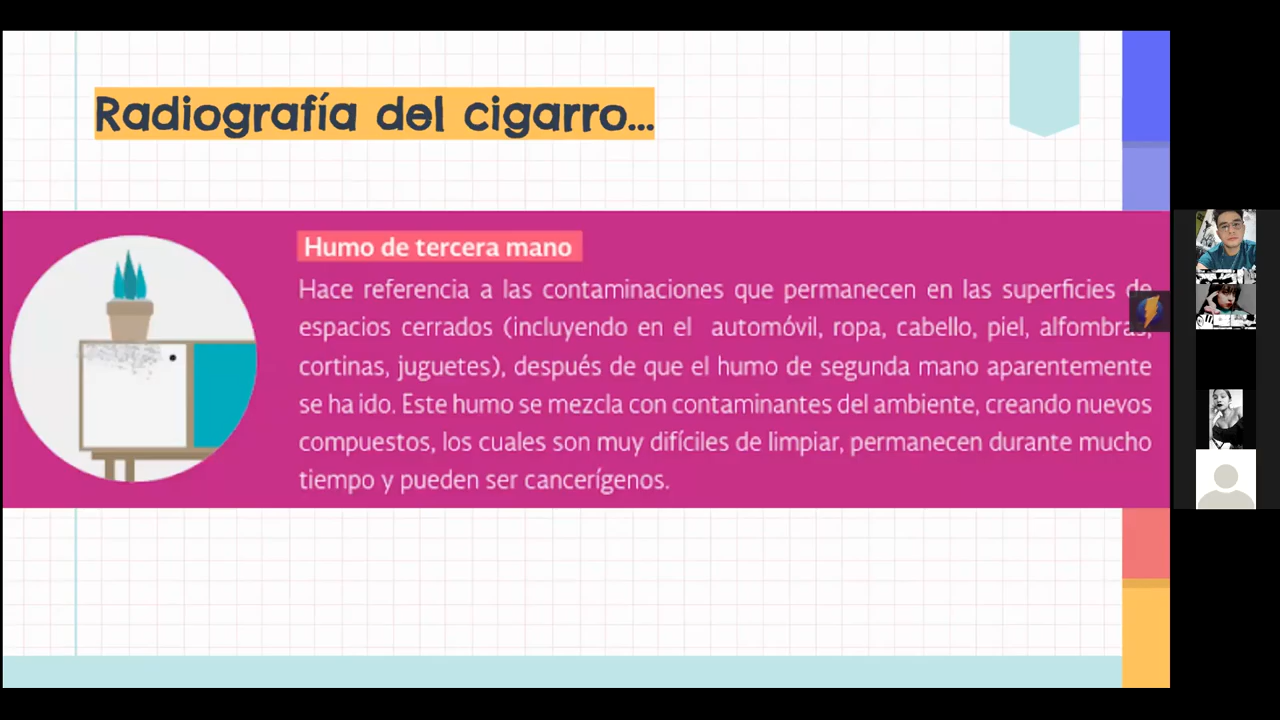 Radiografía del cigarro...
Humo de tercera mano
Hace referencia a las contaminaciones que permanecen en las superficies de
espacios cerrados (incluyendo en el automóvil, ropa, cabello, piel, alfombras,
cortinas, juguetes), después de que el humo de segunda mano aparentemente
se ha ido. Este humo se mezcla con contaminantes del ambiente, creando nuevos
compuestos, los cuales son muy difíciles de limpiar, permanecen durante mucho
tiempo y pueden ser cancerígenos.